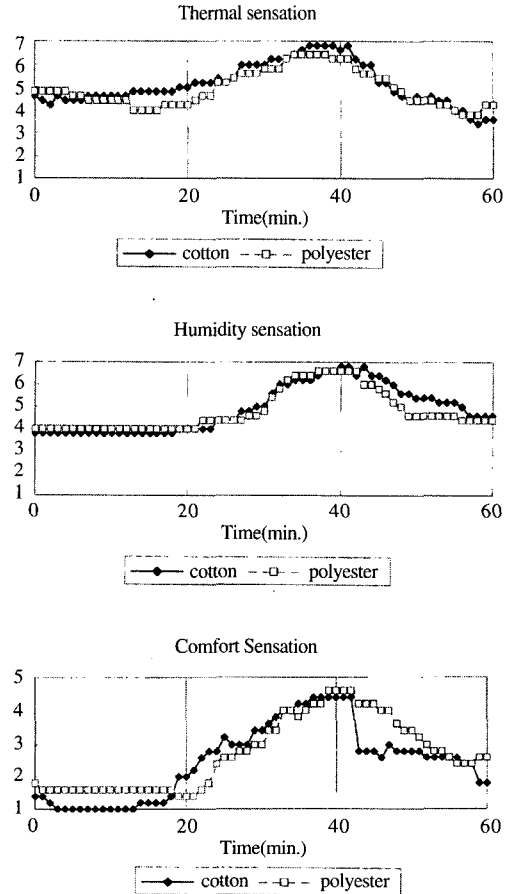 Thermal sensation
7
6
5
4
3
2
1
0 20 40 60
Time(min.)
cotton polyester
Humidity sensation
7
6
5
4
3
2
1
0 20 40 60
Time(min.)
cotton polyester
Comfort Sensation
5
4
3
2
1
0 20 40 60
Time(min.)
cotton polyester